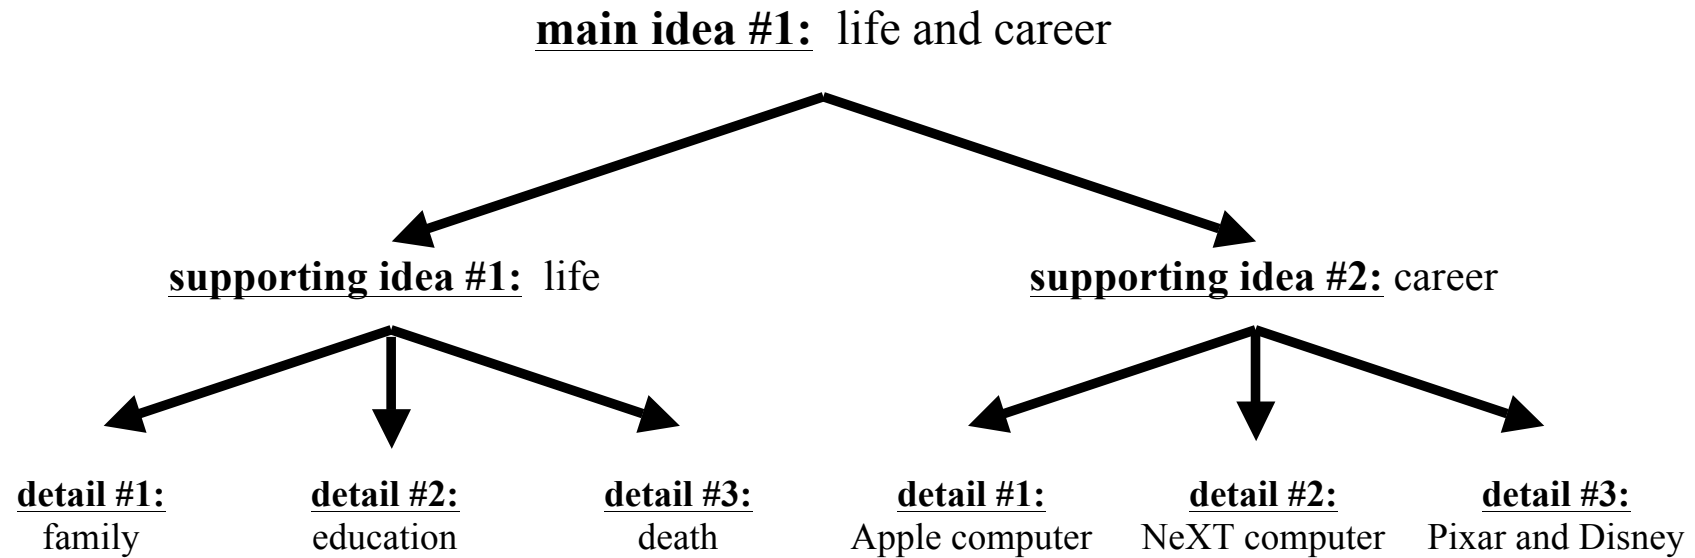 main idea #1: life and career
supporting idea #1: life
supporting idea #2: career
detail #1:
family
detail #2:
education
detail #3:
death
detail #1:
Apple computer
detail #2:
NeXT computer
detail #3:
Pixar and Disney